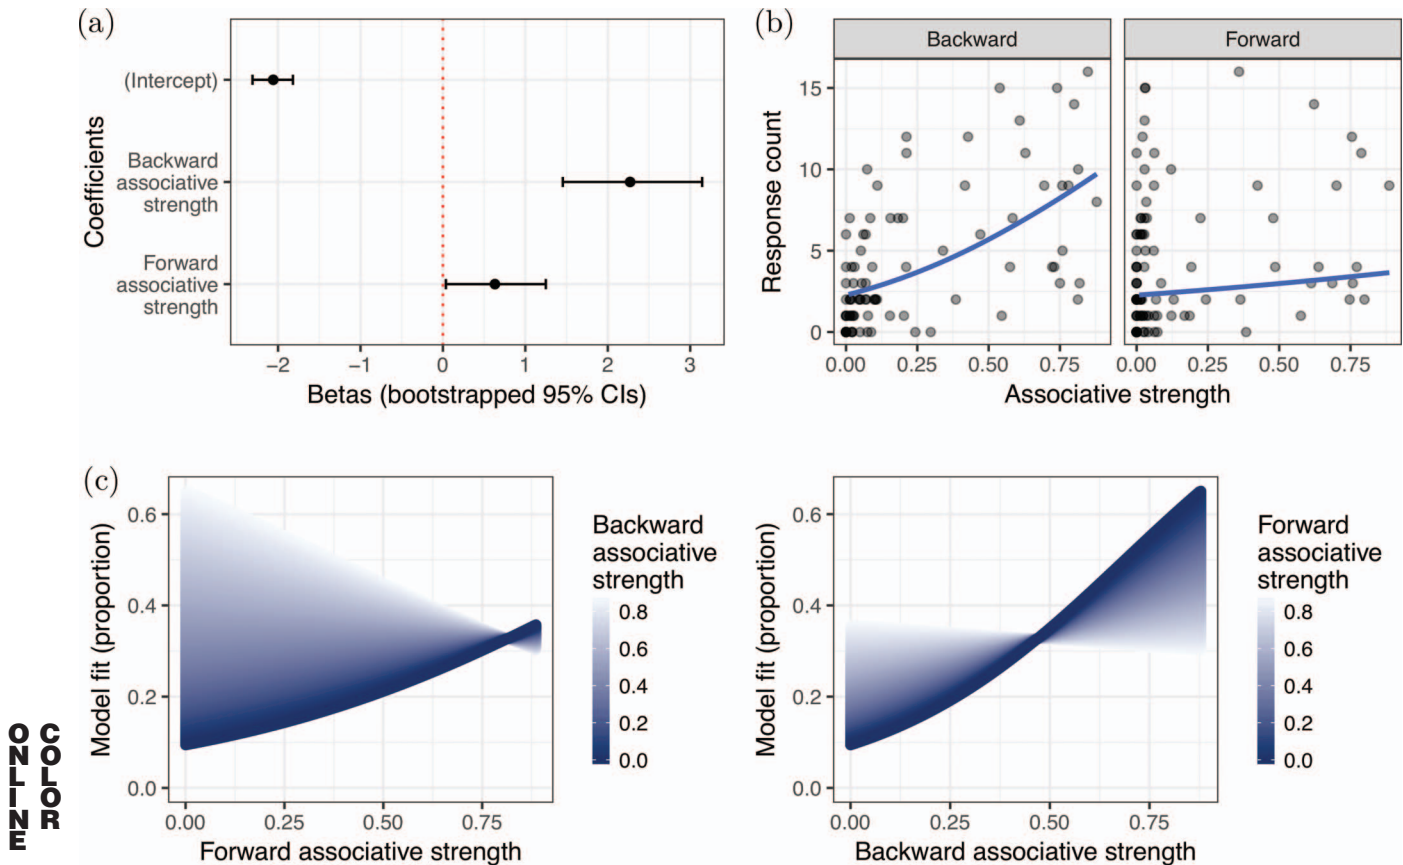 (a)
Coefficients
(Intercept)
Backward
associative
strength
Forward
associative
strength
−2 −1 0 1 2 3
Betas (bootstrapped 95% CIs)
(b)
Backward Forward
Response count
15
10
5
0
0.00 0.25 0.50 0.75 0.00 0.25 0.50 0.75
Associative strength
(c)
Model fit (proportion)
0.6
0.4
0.2
0.0
0.00 0.25 0.50 0.75
Forward associative strength
Backward
associative
strength
0.8
0.6
0.4
0.2
0.0
Model fit (proportion)
0.6
0.4
0.2
0.0
0.00 0.25 0.50 0.75
Backward associative strength
Forward
associative
strength
0.8
0.6
0.4
0.2
0.0
ONLINE
COLOR